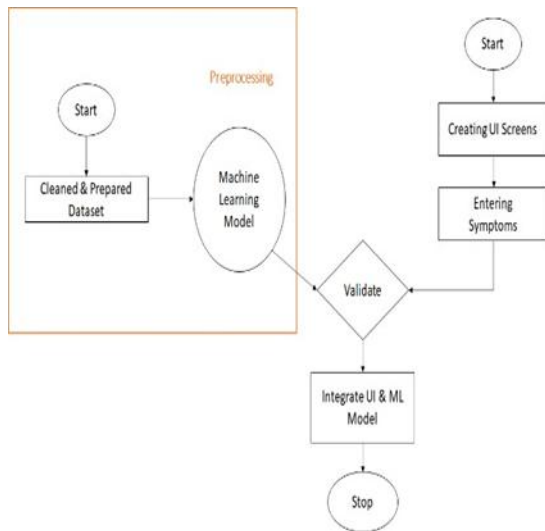 Preprocessing
Start
Cleaned & Prepared
Dataset
Machine
Learning
Model
Start
Creating UI Screens
Entering
Symptoms
Validate
Integrate UI & ML
Model
Stop